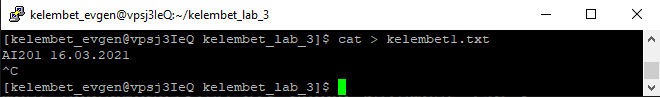 kelembet_evgen@vpsj3IeQ:~/kelembet_lab_3
[kelembet_evgen@vpsj3IeQ kelembet_lab_3]$ cat > kelembet1.txt
AI201 16.03.2021
^C
[kelembet_evgen@vpsj3IeQ kelembet_lab_3]$